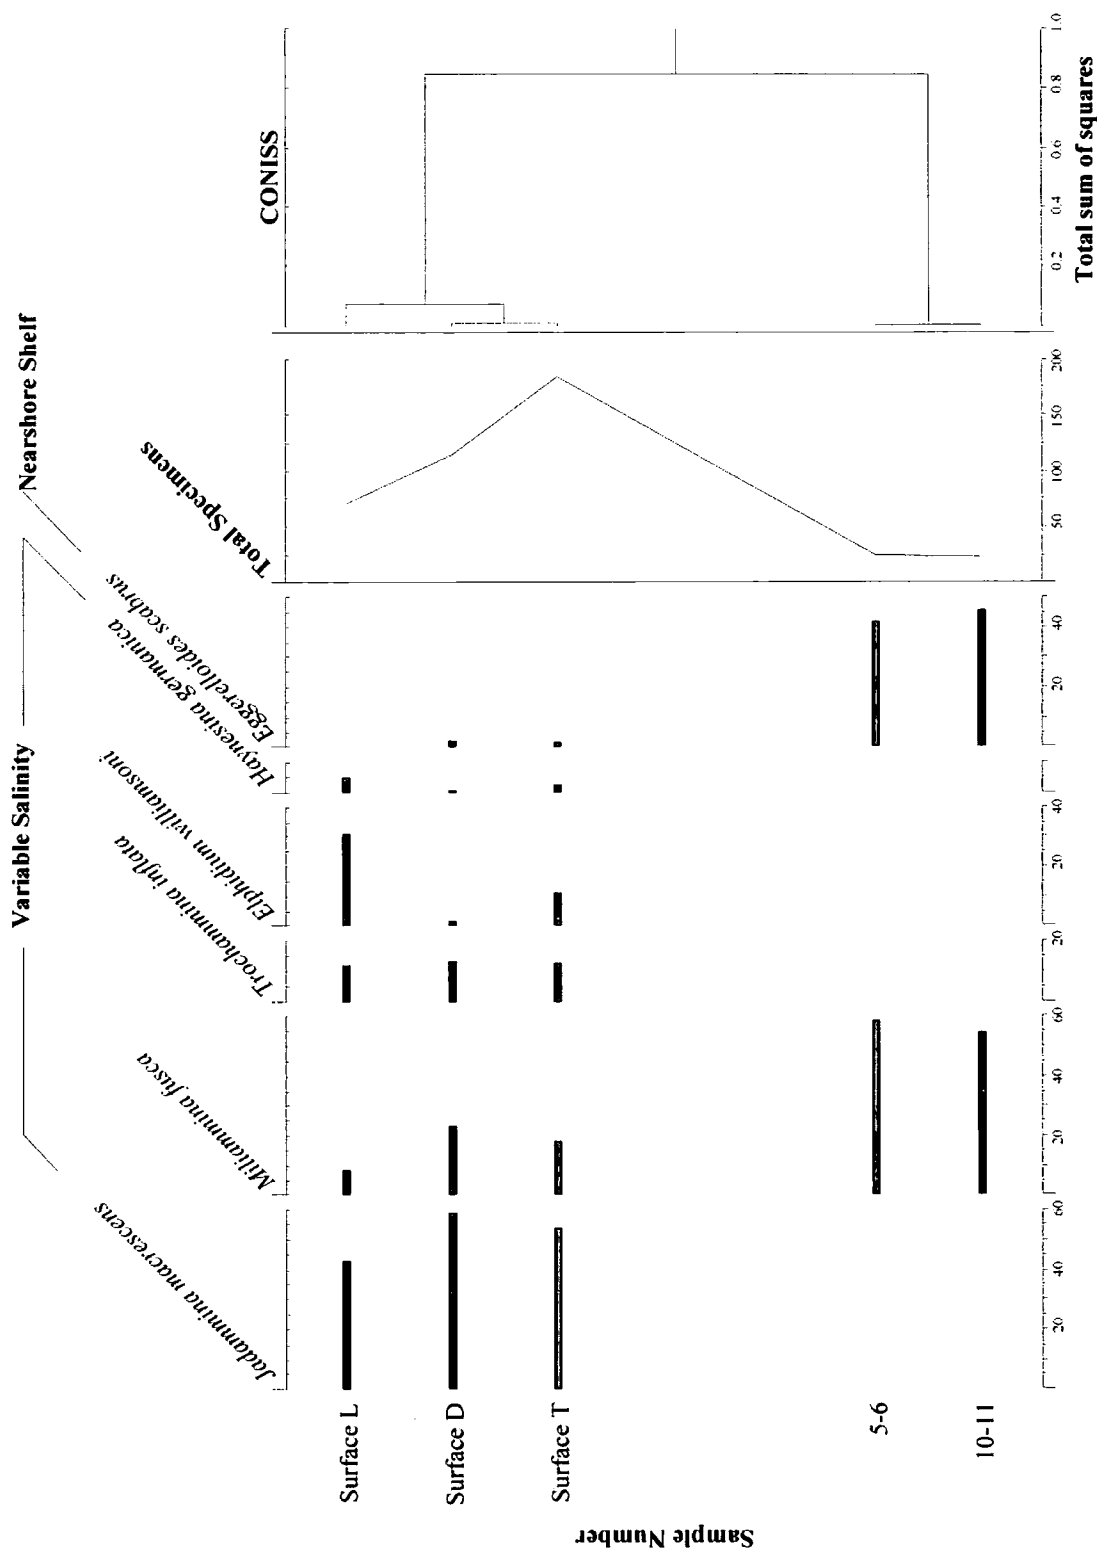 Variable Salinity
Nearshore Shelf
Jadammina macrescens
Miliammina fusca
Trochammina inflata
Elphidium williamsoni
Haynesina germanica
Eggerelloides scabrus
Total Specimens
CONISS
Surface L
Surface D
Surface T
5-6
10-11
Sample Number
20 40 60
20 40 60
20
20 40
20 40
50 100 150 200
0.2 0.4 0.6 0.8 1.0
Total sum of squares